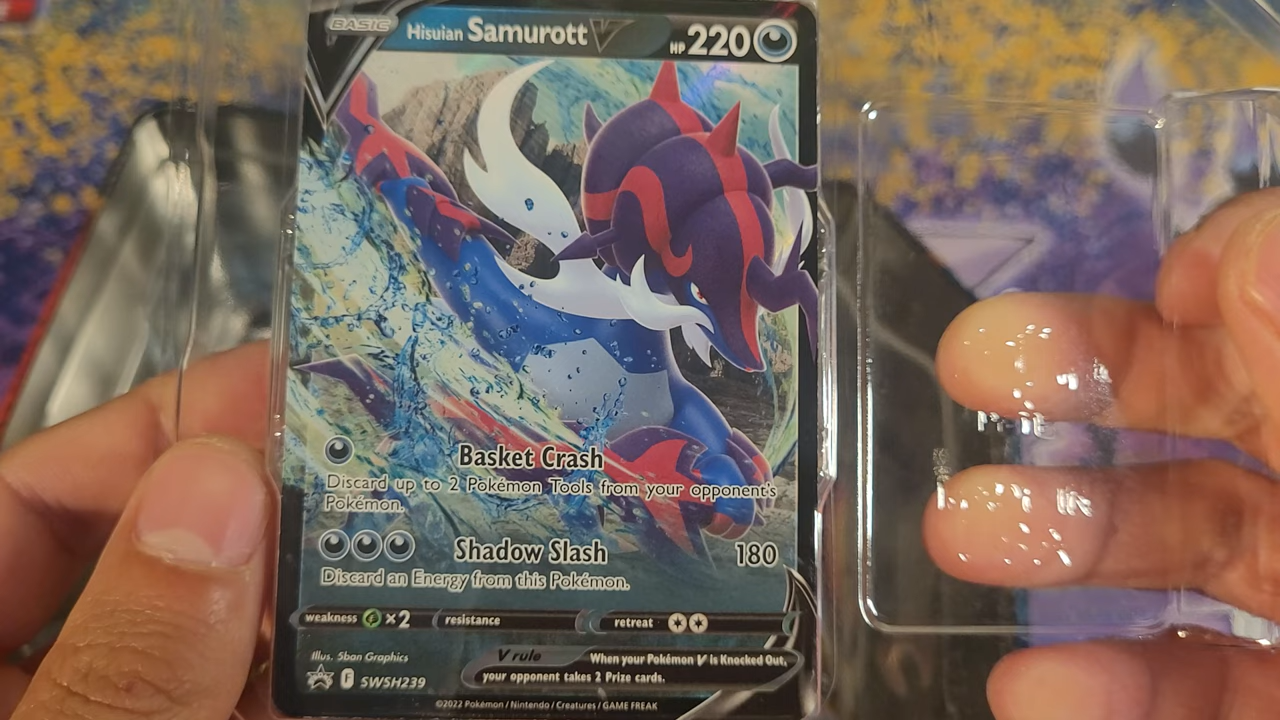 BASIC Hisuian Samurott V HP 220
Basket Crash
Discard up to 2 Pokémon Tools from your opponent's
Pokémon.
Shadow Slash 180
Discard an Energy from this Pokémon.
weakness ×2 resistance retreat
Illus. 5ban Graphics
V rule When your Pokémon V is Knocked Out,
your opponent takes 2 Prize cards.
F SWSH239
©2022 Pokémon / Nintendo / Creatures / GAME FREAK